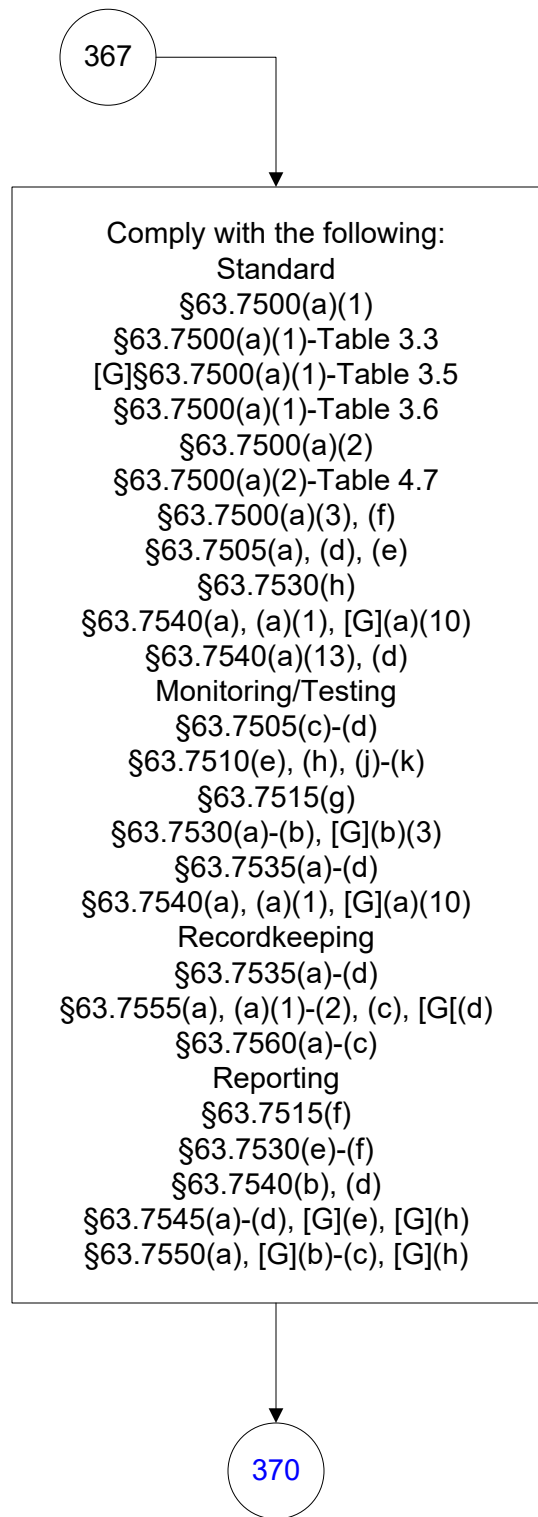 367
Comply with the following:
Standard
§63.7500(a)(1)
§63.7500(a)(1)-Table 3.3
[G]§63.7500(a)(1)-Table 3.5
§63.7500(a)(1)-Table 3.6
§63.7500(a)(2)
§63.7500(a)(2)-Table 4.7
§63.7500(a)(3), (f)
§63.7505(a), (d), (e)
§63.7530(h)
§63.7540(a), (a)(1), [G](a)(10)
§63.7540(a)(13), (d)
Monitoring/Testing
§63.7505(c)-(d)
§63.7510(e), (h), (j)-(k)
§63.7515(g)
§63.7530(a)-(b), [G](b)(3)
§63.7535(a)-(d)
§63.7540(a), (a)(1), [G](a)(10)
Recordkeeping
§63.7535(a)-(d)
§63.7555(a), (a)(1)-(2), (c), [G[(d)
§63.7560(a)-(c)
Reporting
§63.7515(f)
§63.7530(e)-(f)
§63.7540(b), (d)
§63.7545(a)-(d), [G](e), [G](h)
§63.7550(a), [G](b)-(c), [G](h)
370